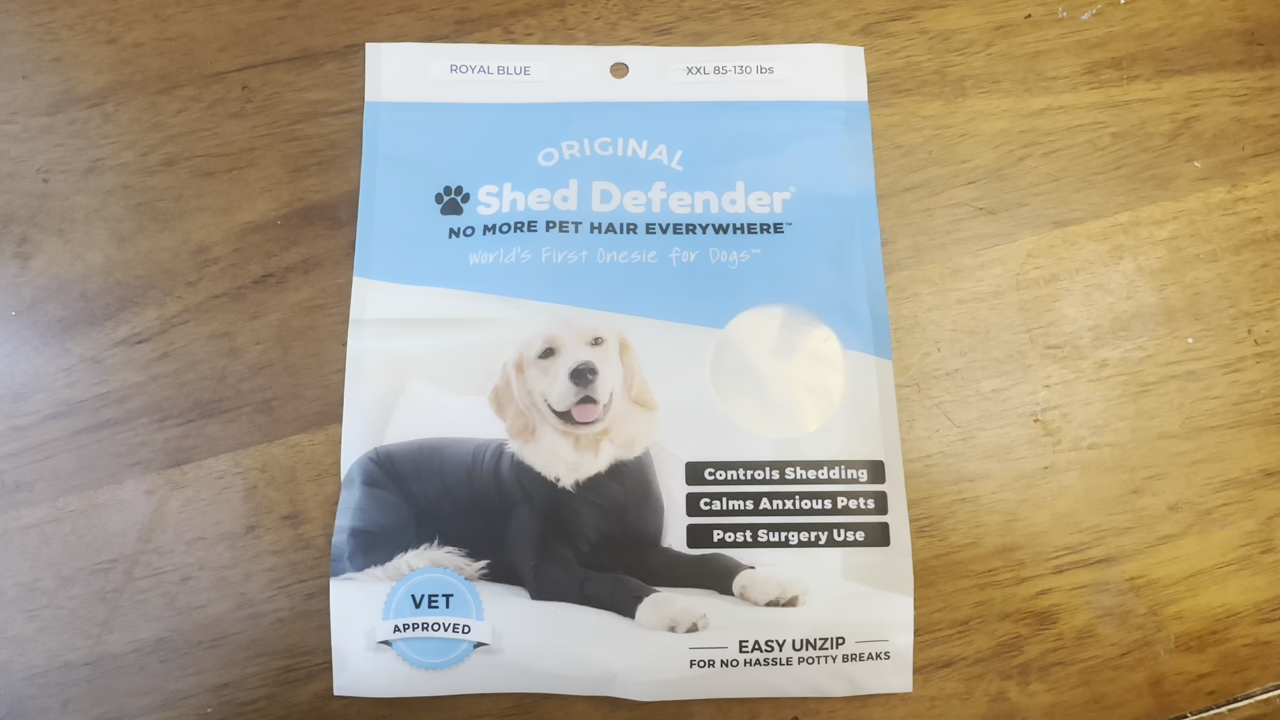 ROYAL BLUE
XXL 85-130 lbs
ORIGINAL
Shed Defender®
NO MORE PET HAIR EVERYWHERE™
World's First Onesie for Dogs™
Controls Shedding
Calms Anxious Pets
Post Surgery Use
VET
APPROVED
EASY UNZIP
FOR NO HASSLE POTTY BREAKS